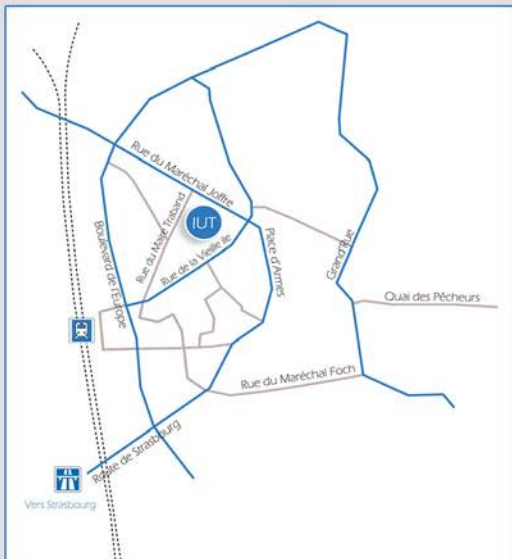 Rue du Maréchal Joffre
Rue du Maire Traband
IUT
Rue de la Vieille ile
Place d'Armes
Grand Rue
Boulevard de l'Europe
Quai des Pêcheurs
Rue du Maréchal Foch
Route de Strasbourg
Vers Strasbourg